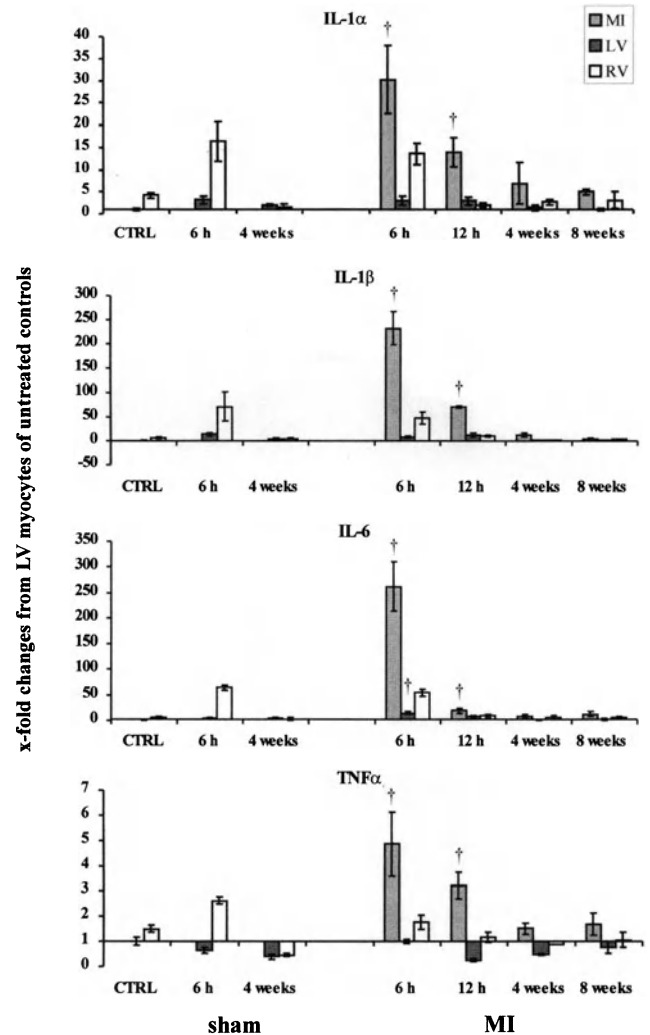 IL-1α
MI
LV
RV
40
35
30
25
20
15
10
5
0
† †
CTRL 6 h 4 weeks 6 h 12 h 4 weeks 8 weeks
x-fold changes from LV myocytes of untreated controls
IL-1β
300
250
200
150
100
50
0
-50
† †
CTRL 6 h 4 weeks 6 h 12 h 4 weeks 8 weeks
IL-6
350
300
250
200
150
100
50
0
† † †
CTRL 6 h 4 weeks 6 h 12 h 4 weeks 8 weeks
TNFα
7
6
5
4
3
2
1
0
† †
CTRL 6 h 4 weeks 6 h 12 h 4 weeks 8 weeks
sham MI